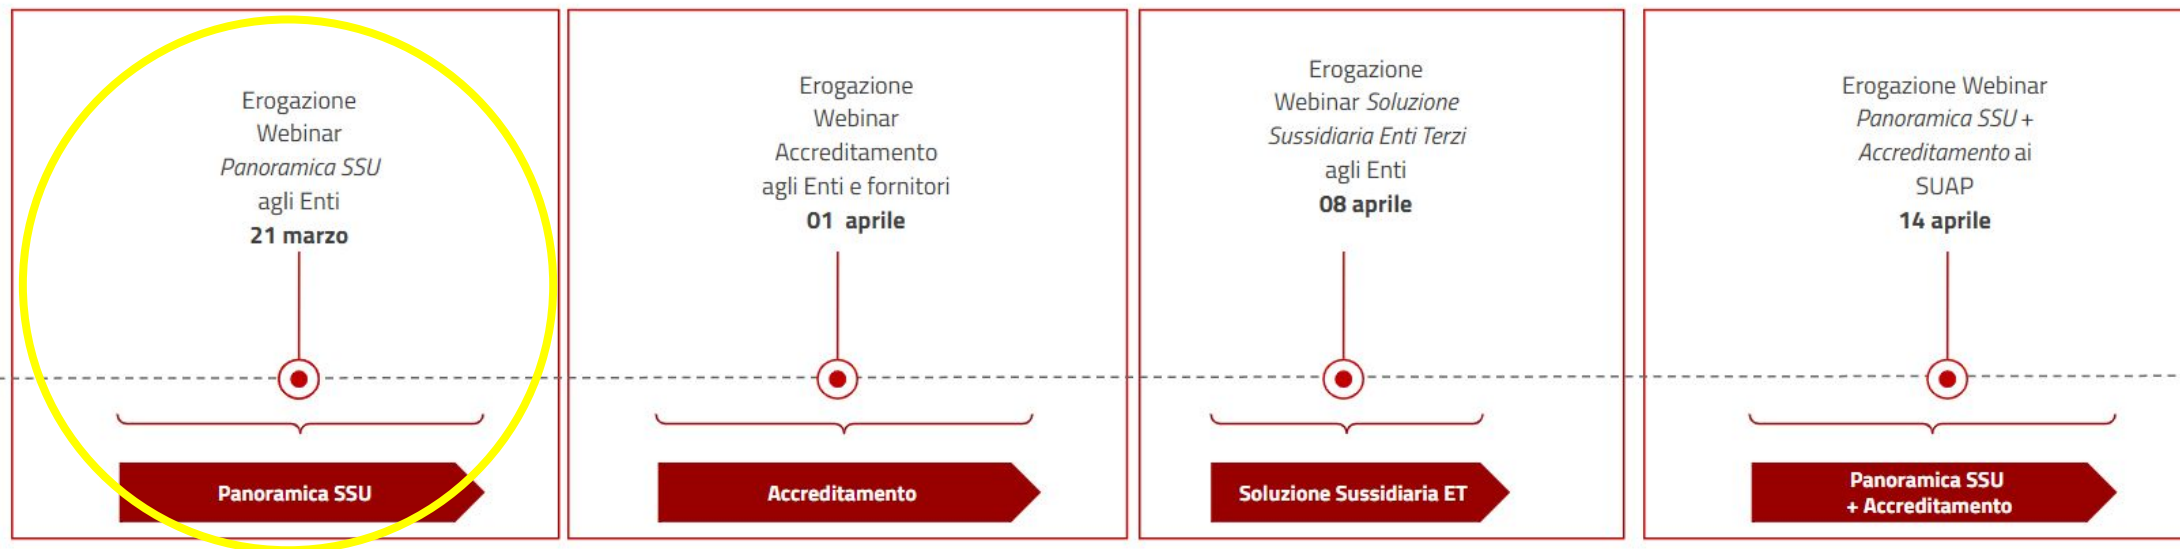 Erogazione
Webinar
Panoramica SSU
agli Enti
21 marzo
Panoramica SSU
Erogazione
Webinar
Accreditamento
agli Enti e fornitori
01 aprile
Accreditamento
Erogazione
Webinar Soluzione
Sussidiaria Enti Terzi
agli Enti
08 aprile
Soluzione Sussidiaria ET
Erogazione Webinar
Panoramica SSU +
Accreditamento ai
SUAP
14 aprile
Panoramica SSU
+ Accreditamento